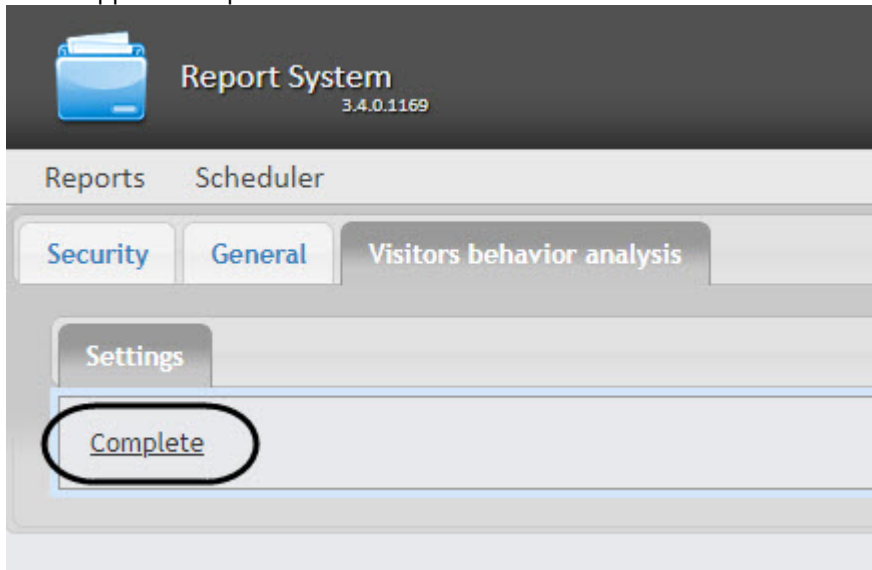 Report System
3.4.0.1169
Reports Scheduler
Security General Visitors behavior analysis
Settings
Complete